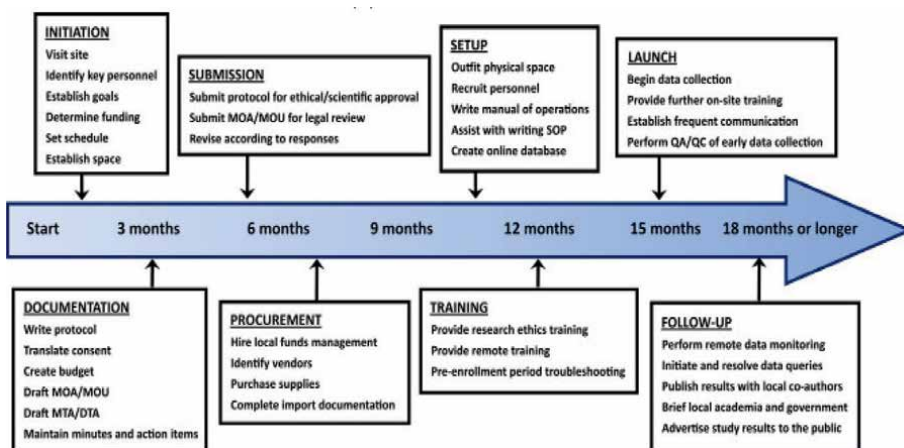 INITIATION
Visit site
Identify key personnel
Establish goals
Determine funding
Set schedule
Establish space
SUBMISSION
Submit protocol for ethical/scientific approval
Submit MOA/MOU for legal review
Revise according to responses
SETUP
Outfit physical space
Recruit personnel
Write manual of operations
Assist with writing SOP
Create online database
LAUNCH
Begin data collection
Provide further on-site training
Establish frequent communication
Perform QA/QC of early data collection
Start 3 months 6 months 9 months 12 months 15 months 18 months or longer
DOCUMENTATION
Write protocol
Translate consent
Create budget
Draft MOA/MOU
Draft MTA/DTA
Maintain minutes and action items
PROCUREMENT
Hire local funds management
Identify vendors
Purchase supplies
Complete import documentation
TRAINING
Provide research ethics training
Provide remote training
Pre-enrollment period troubleshooting
FOLLOW-UP
Perform remote data monitoring
Initiate and resolve data queries
Publish results with local co-authors
Brief local academia and government
Advertise study results to the public